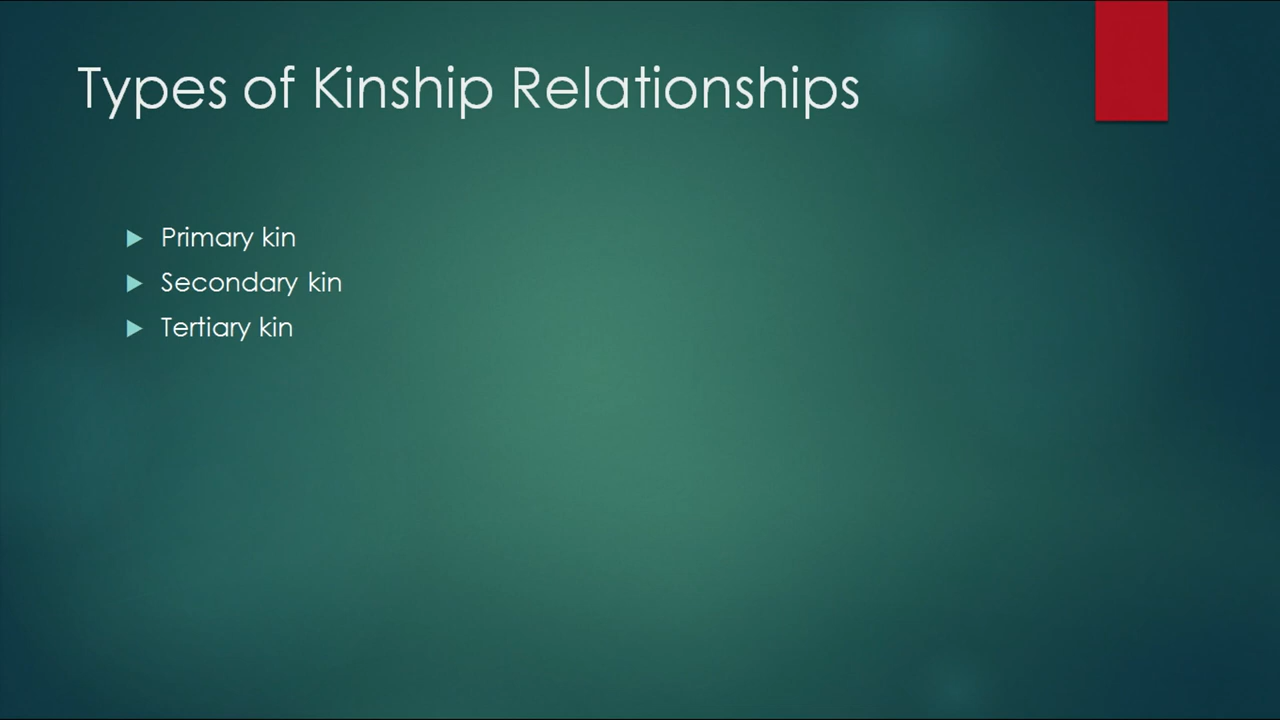 Types of Kinship Relationships
Primary kin
Secondary kin
Tertiary kin